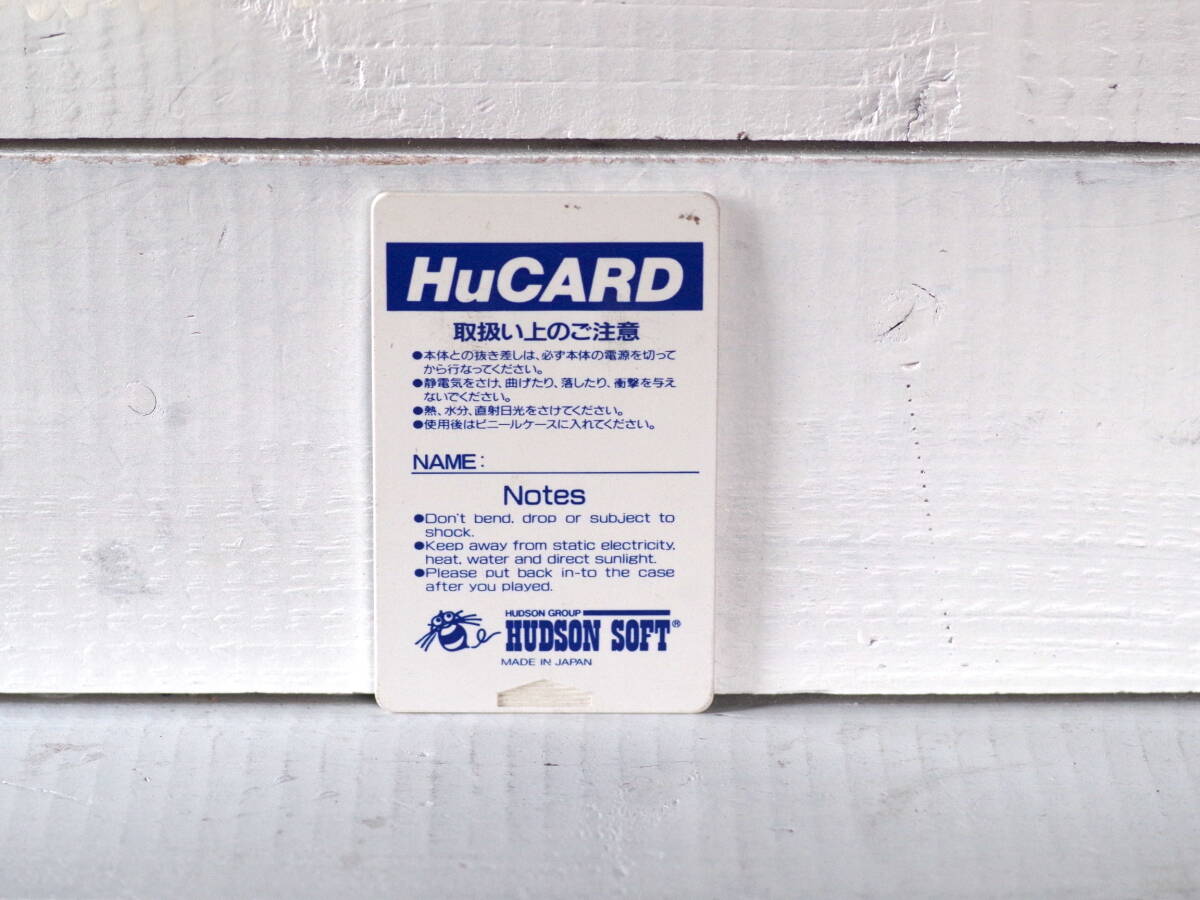 HuCARD
取扱い上のご注意
●本体との抜き差しは、必ず本体の電源を切って
から行なってください。
●静電気をさけ、曲げたり、落したり、衝撃を与え
ないでください。
●熱、水分、直射日光をさけてください。
●使用後はビニールケースに入れてください。
NAME:
Notes
●Don't bend, drop or subject to
shock.
●Keep away from static electricity,
heat, water and direct sunlight.
●Please put back in-to the case
after you played.
HUDSON GROUP
HUDSON SOFT®
MADE IN JAPAN